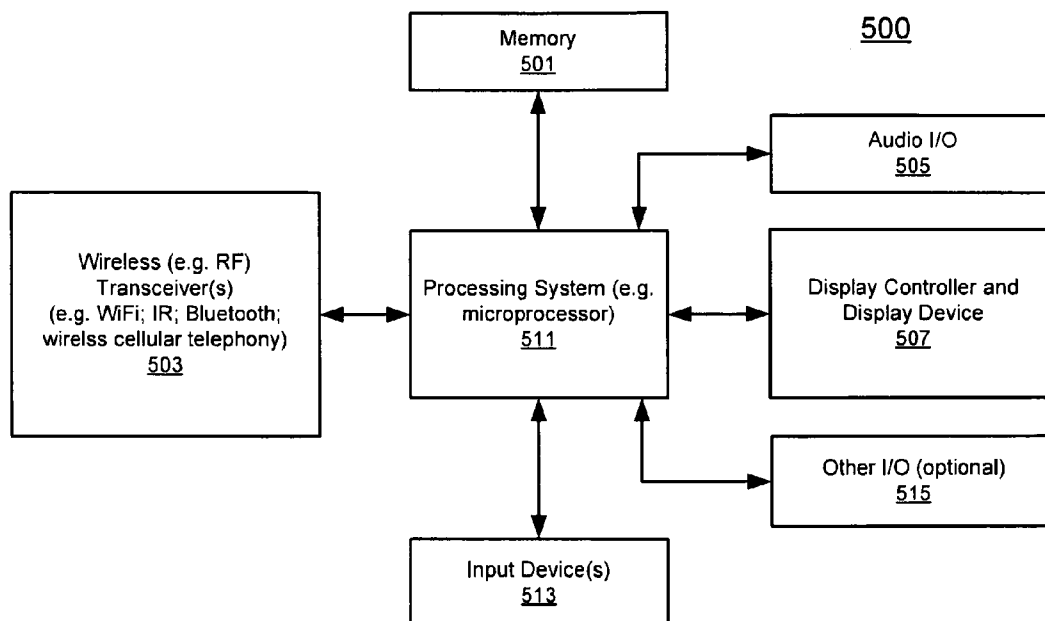 500
Memory
501
Audio I/O
505
Wireless (e.g. RF)
Transceiver(s)
(e.g. WiFi; IR; Bluetooth;
wirelss cellular telephony)
503
Processing System (e.g.
microprocessor)
511
Display Controller and
Display Device
507
Other I/O (optional)
515
Input Device(s)
513